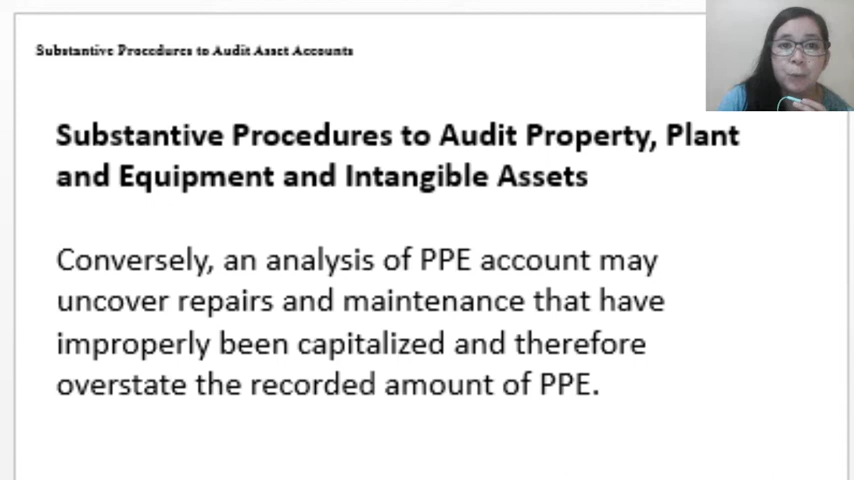 Substantive Procedures to Audit Asset Accounts
Substantive Procedures to Audit Property, Plant
and Equipment and Intangible Assets
Conversely, an analysis of PPE account may
uncover repairs and maintenance that have
improperly been capitalized and therefore
overstate the recorded amount of PPE.